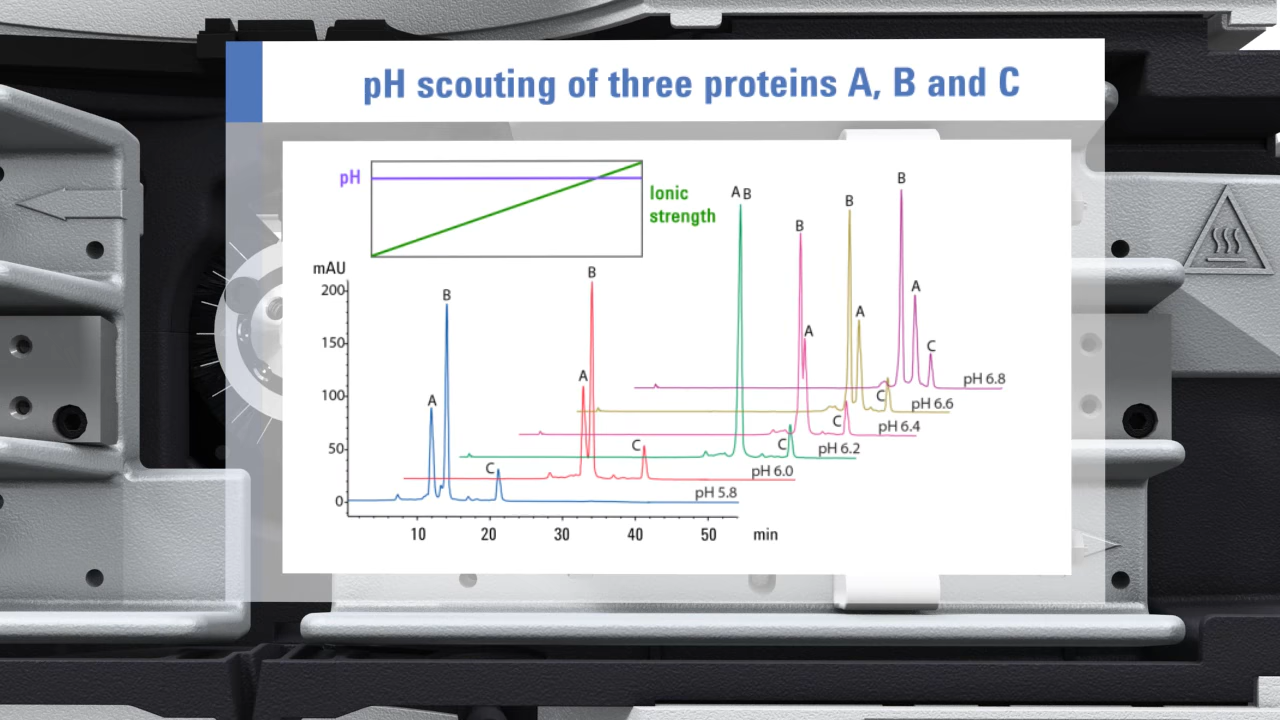 pH scouting of three proteins A, B and C
pH
Ionic
strength
mAU
200
150
100
50
0
10 20 30 40 50 min
A B C pH 5.8
A B C pH 6.0
A B C pH 6.2
B A C pH 6.4
B A C pH 6.6
B A C pH 6.8